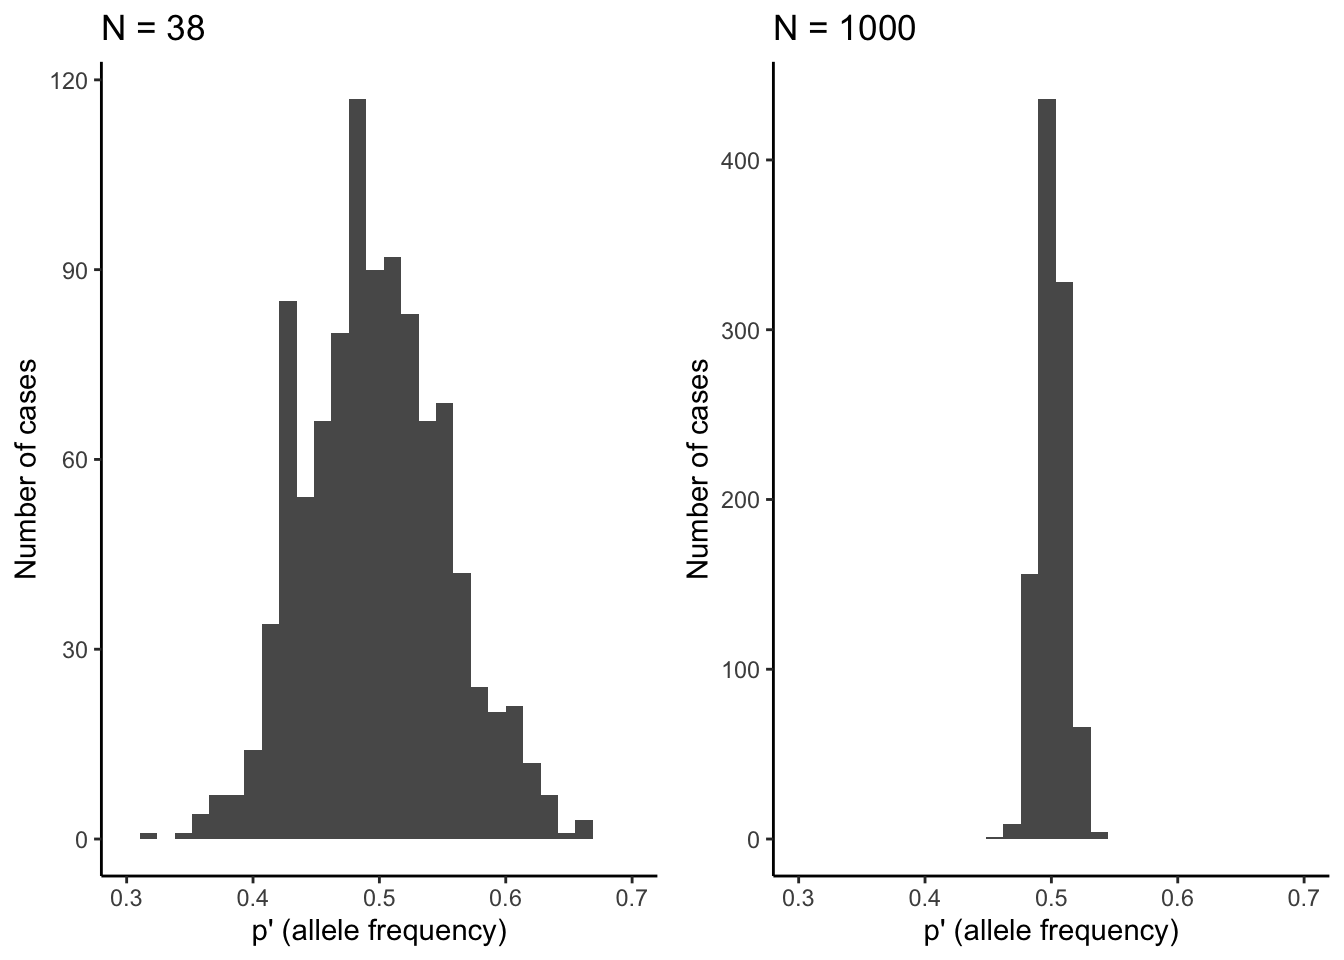 N = 38
120
90
60
30
0
Number of cases
0.3 0.4 0.5 0.6 0.7
p' (allele frequency)
N = 1000
400
300
200
100
0
Number of cases
0.3 0.4 0.5 0.6 0.7
p' (allele frequency)